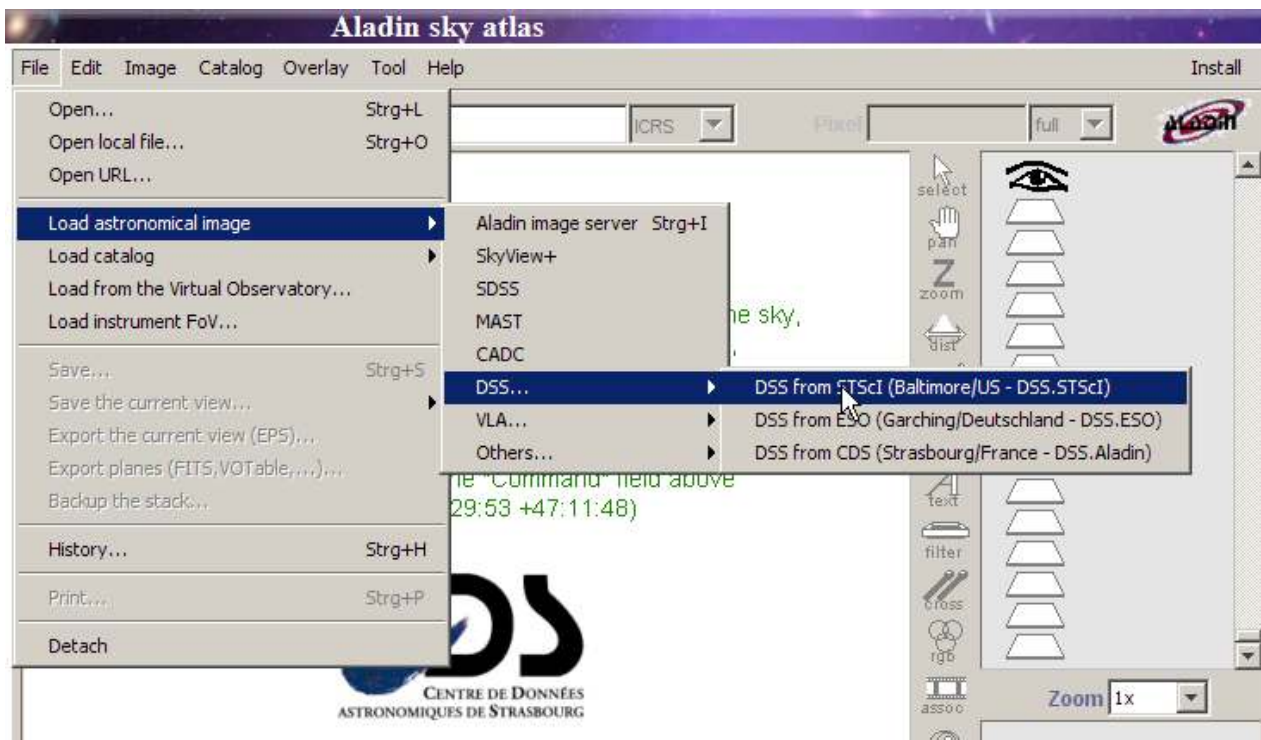 Aladin sky atlas
File Edit Image Catalog Overlay Tool Help Install
Open... Strg+L
Open local file... Strg+O
Open URL...
Load astronomical image
Load catalog
Load from the Virtual Observatory...
Load instrument FoV...
Save... Strg+S
Save the current view...
Export the current view (EPS)...
Export planes (FITS,VOTable,...)...
Backup the stack...
History... Strg+H
Print... Strg+P
Detach
ICRS
Pixel
full
ALADIN
Aladin image server Strg+I
SkyView+
SDSS
MAST
CADC
DSS...
VLA...
Others...
DSS from STScI (Baltimore/US - DSS.STScI)
DSS from ESO (Garching/Deutschland - DSS.ESO)
DSS from CDS (Strasbourg/France - DSS.Aladin)
sky,
"Command" field above
29:53 +47:11:48)
DS
CENTRE DE DONNÉES
ASTRONOMIQUES DE STRASBOURG
select
pan
zoom
dist
text
filter
cross
rgb
assoc
Zoom 1x